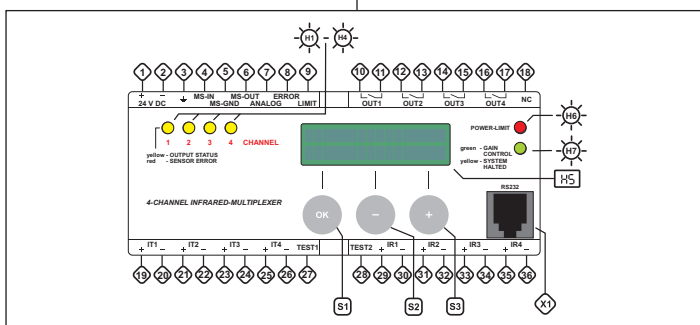 H1 - H4
1 2 3 4 5 6 7 8 9 10 11 12 13 14 15 16 17 18
+ − MS-IN MS-OUT ERROR
24 V DC MS-GND ANALOG LIMIT OUT1 OUT2 OUT3 OUT4 NC
H6
POWER-LIMIT
1 2 3 4 CHANNEL
yellow - OUTPUT STATUS
red - SENSOR ERROR
green - GAIN
CONTROL
yellow - SYSTEM
HALTED
H7
H5
RS232
4-CHANNEL INFRARED-MULTIPLEXER
OK − +
IT1 IT2 IT3 IT4 TEST1 TEST2 IR1 IR2 IR3 IR4
+ − + − + − + − + − + − + − + −
19 20 21 22 23 24 25 26 27 28 29 30 31 32 33 34 35 36
S1 S2 S3 X1